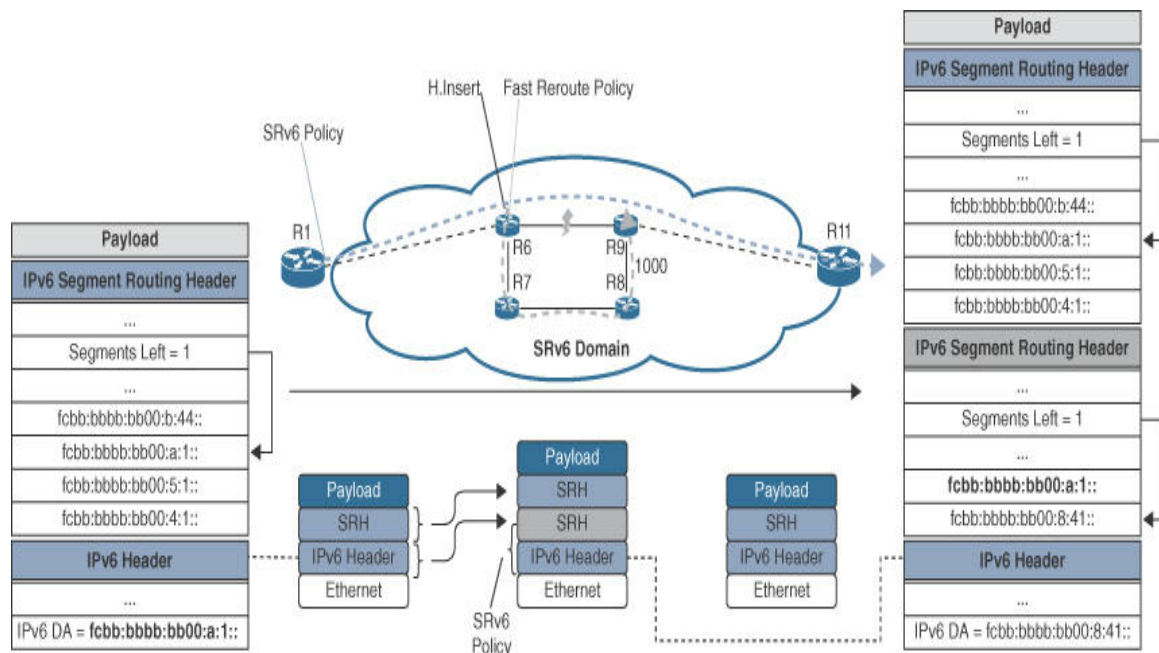 Payload
IPv6 Segment Routing Header
...
Segments Left = 1
...
fcbb:bbbb:bb00:b:44::
fcbb:bbbb:bb00:a:1::
fcbb:bbbb:bb00:5:1::
fcbb:bbbb:bb00:4:1::
IPv6 Header
...
IPv6 DA = fcbb:bbbb:bb00:a:1::
H.Insert
Fast Reroute Policy
SRv6 Policy
R1
R6
R9
R11
R7
R8
1000
SRv6 Domain
Payload
SRH
IPv6 Header
Ethernet
Payload
SRH
SRH
IPv6 Header
Ethernet
SRv6
Policy
Payload
SRH
IPv6 Header
Ethernet
Payload
IPv6 Segment Routing Header
...
Segments Left = 1
...
fcbb:bbbb:bb00:b:44::
fcbb:bbbb:bb00:a:1::
fcbb:bbbb:bb00:5:1::
fcbb:bbbb:bb00:4:1::
IPv6 Segment Routing Header
...
Segments Left = 1
...
fcbb:bbbb:bb00:a:1::
fcbb:bbbb:bb00:8:41::
IPv6 Header
...
IPv6 DA = fcbb:bbbb:bb00:8:41::